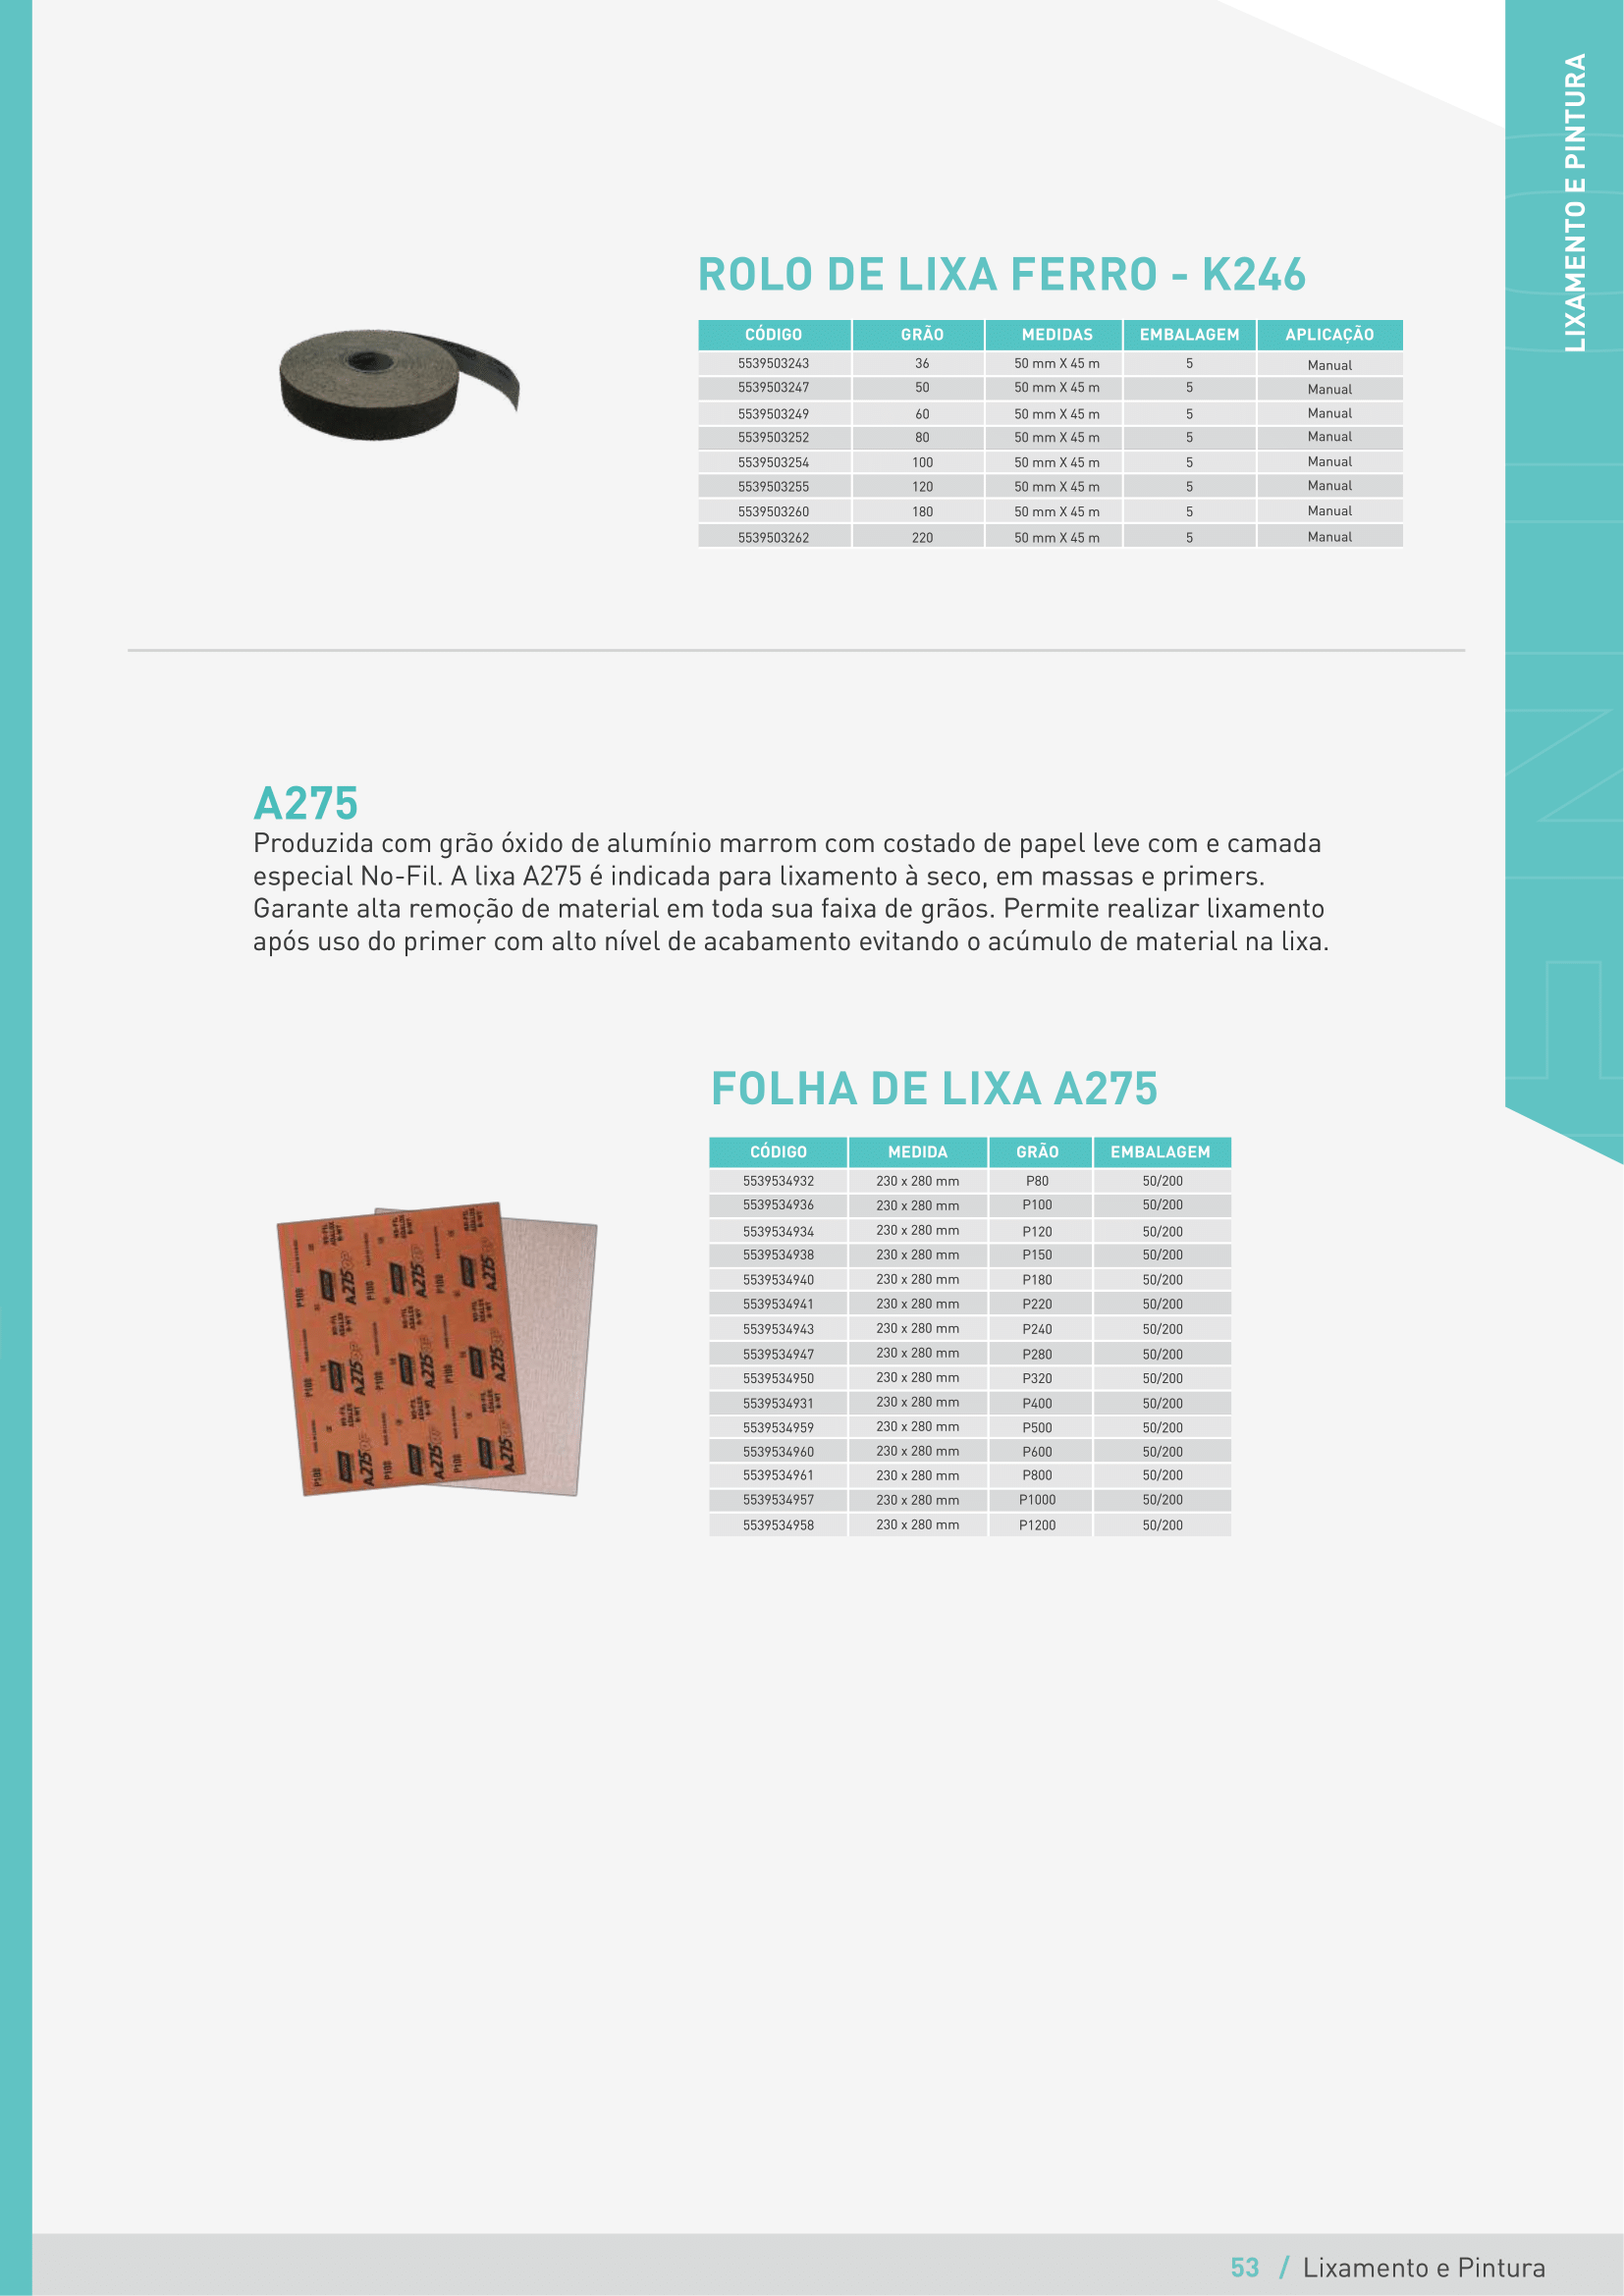 LIXAMENTO E PINTURA
ROLO DE LIXA FERRO - K246
CÓDIGO GRÃO MEDIDAS EMBALAGEM APLICAÇÃO
5539503243 36 50 mm X 45 m 5 Manual
5539503247 50 50 mm X 45 m 5 Manual
5539503249 60 50 mm X 45 m 5 Manual
5539503252 80 50 mm X 45 m 5 Manual
5539503254 100 50 mm X 45 m 5 Manual
5539503255 120 50 mm X 45 m 5 Manual
5539503260 180 50 mm X 45 m 5 Manual
5539503262 220 50 mm X 45 m 5 Manual
A275
Produzida com grão óxido de alumínio marrom com costado de papel leve com e camada
especial No-Fil. A lixa A275 é indicada para lixamento à seco, em massas e primers.
Garante alta remoção de material em toda sua faixa de grãos. Permite realizar lixamento
após uso do primer com alto nível de acabamento evitando o acúmulo de material na lixa.
FOLHA DE LIXA A275
CÓDIGO MEDIDA GRÃO EMBALAGEM
5539534932 230 x 280 mm P80 50/200
5539534936 230 x 280 mm P100 50/200
5539534934 230 x 280 mm P120 50/200
5539534938 230 x 280 mm P150 50/200
5539534940 230 x 280 mm P180 50/200
5539534941 230 x 280 mm P220 50/200
5539534943 230 x 280 mm P240 50/200
5539534947 230 x 280 mm P280 50/200
5539534950 230 x 280 mm P320 50/200
5539534931 230 x 280 mm P400 50/200
5539534959 230 x 280 mm P500 50/200
5539534960 230 x 280 mm P600 50/200
5539534961 230 x 280 mm P800 50/200
5539534957 230 x 280 mm P1000 50/200
5539534958 230 x 280 mm P1200 50/200
53 / Lixamento e Pintura